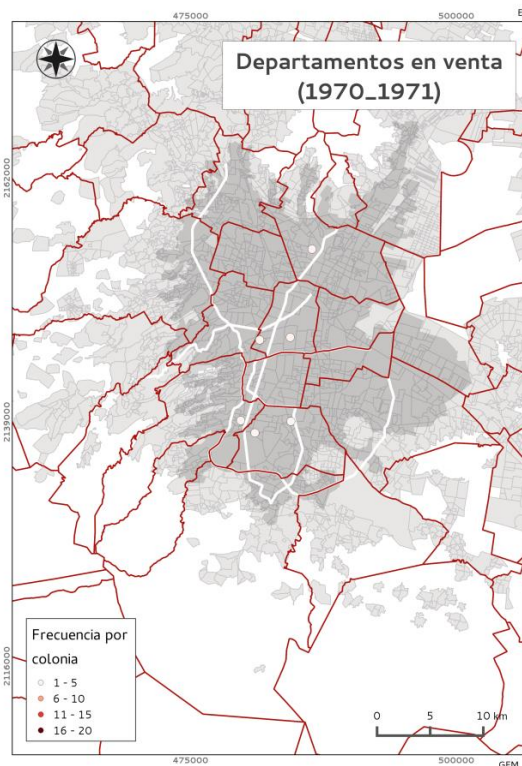 475000
500000
E
Departamentos en venta
(1970_1971)
2162000
2139000
2116000
Frecuencia por
colonia
1 - 5
6 - 10
11 - 15
16 - 20
0 5 10 km
475000
500000
GEM